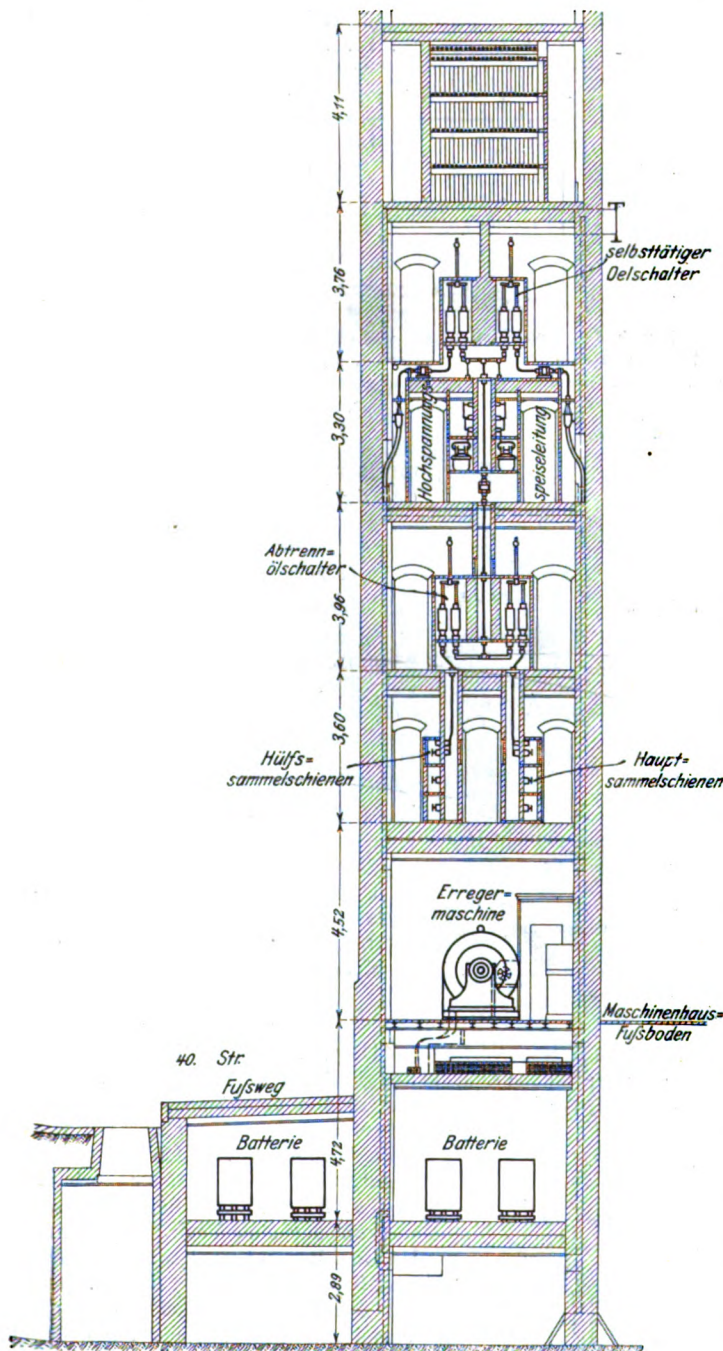 4,11
selbsttätiger
Oelschalter
3,76
3,30
Hochspannungs-
speiseleitung
Abtrenn=
ölschalter
3,96
3,60
Hülfs=
sammelschienen
Haupt=
sammelschienen
4,52
Erreger=
maschine
Maschinenhaus=
Fußboden
40. Str.
Fußweg
Batterie
4,72
Batterie
2,89